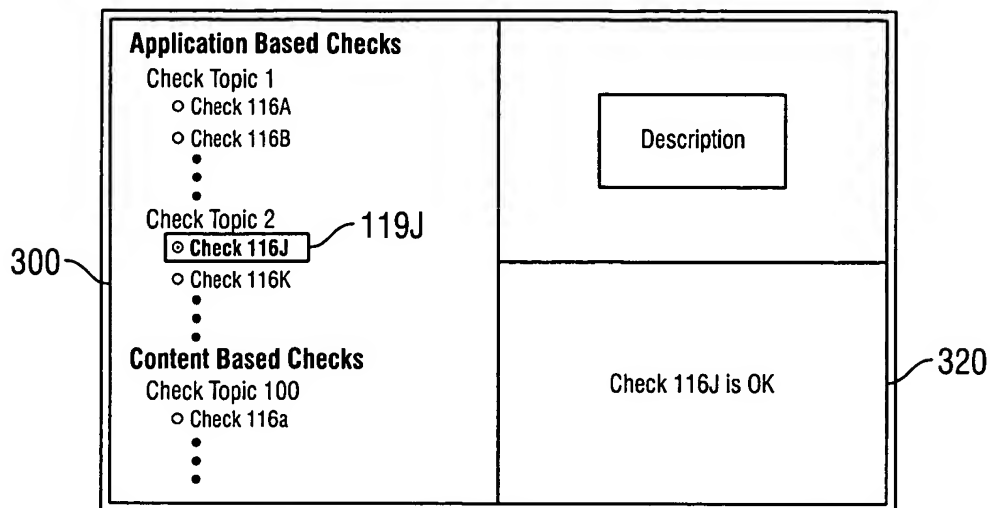 Application Based Checks
Check Topic 1
Check 116A
Check 116B
Check Topic 2
Check 116J
Check 116K
Content Based Checks
Check Topic 100
Check 116a
Description
Check 116J is OK
119J
300
320